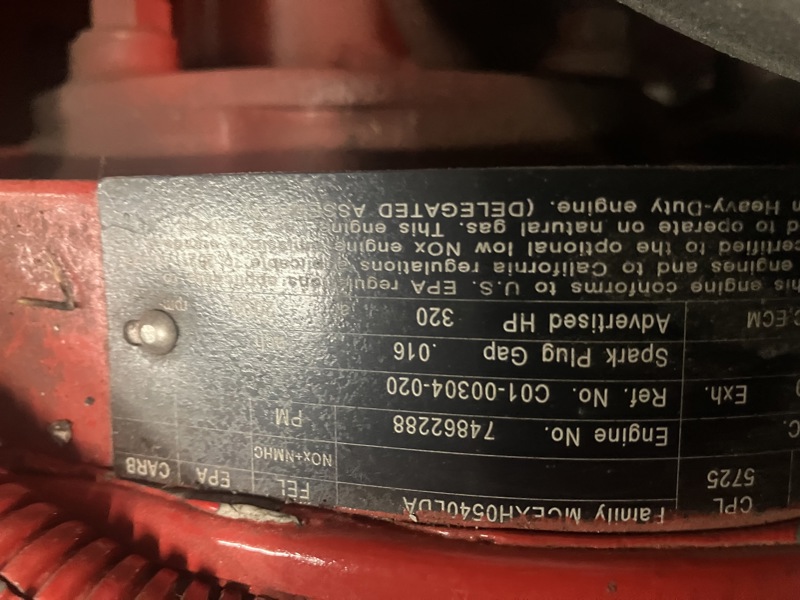 CPL Family MCEXH0540LDA
5725 FEL EPA CARB
NOx+NMHC
Engine No. 74862288 PM
Exh. Ref. No. C01-00304-020
Spark Plug Gap .016
ECM Advertised HP 320 rpm
engine conforms to U.S. EPA regulations
engines and to California regulations applicable
certified to the optional low NOx engine
to operate on natural gas. This engine
Heavy-Duty engine. (DELEGATED